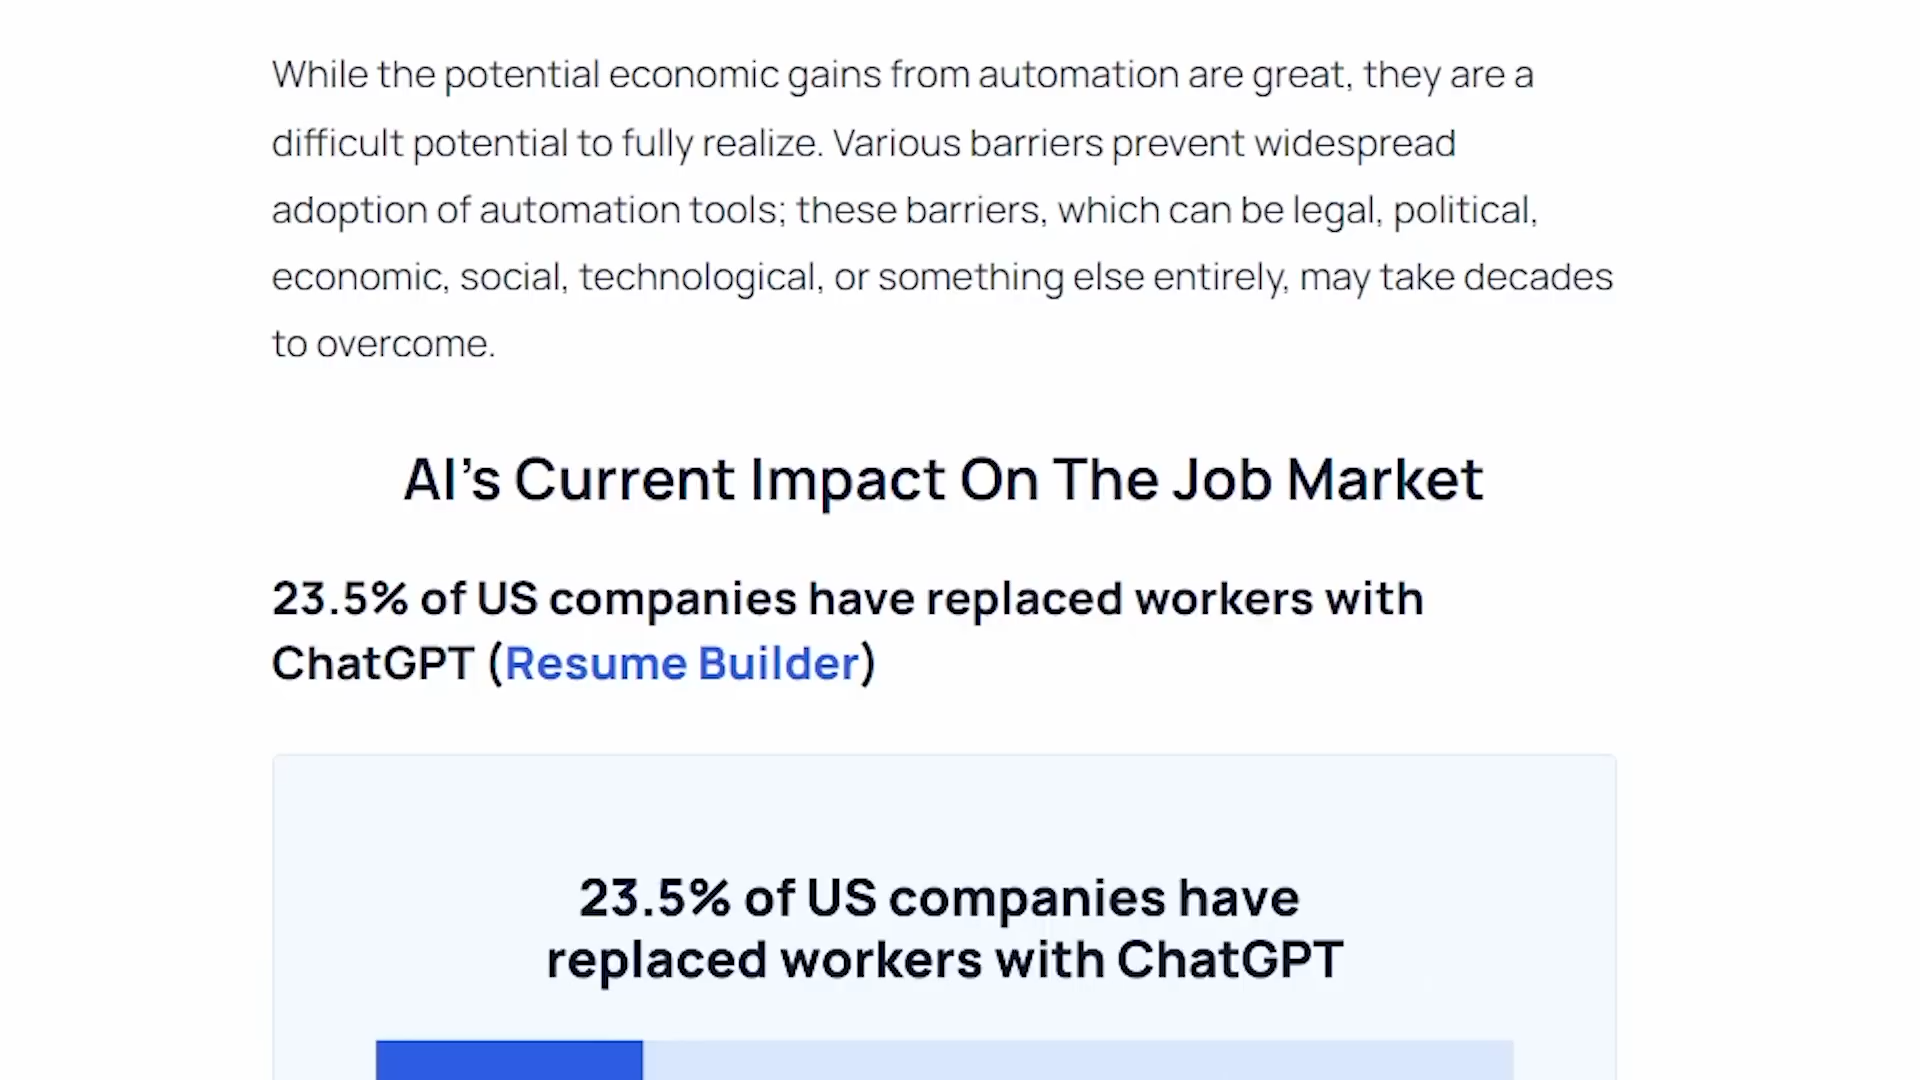 While the potential economic gains from automation are great, they are a
difficult potential to fully realize. Various barriers prevent widespread
adoption of automation tools; these barriers, which can be legal, political,
economic, social, technological, or something else entirely, may take decades
to overcome.
AI’s Current Impact On The Job Market
23.5% of US companies have replaced workers with
ChatGPT (Resume Builder)
23.5% of US companies have
replaced workers with ChatGPT